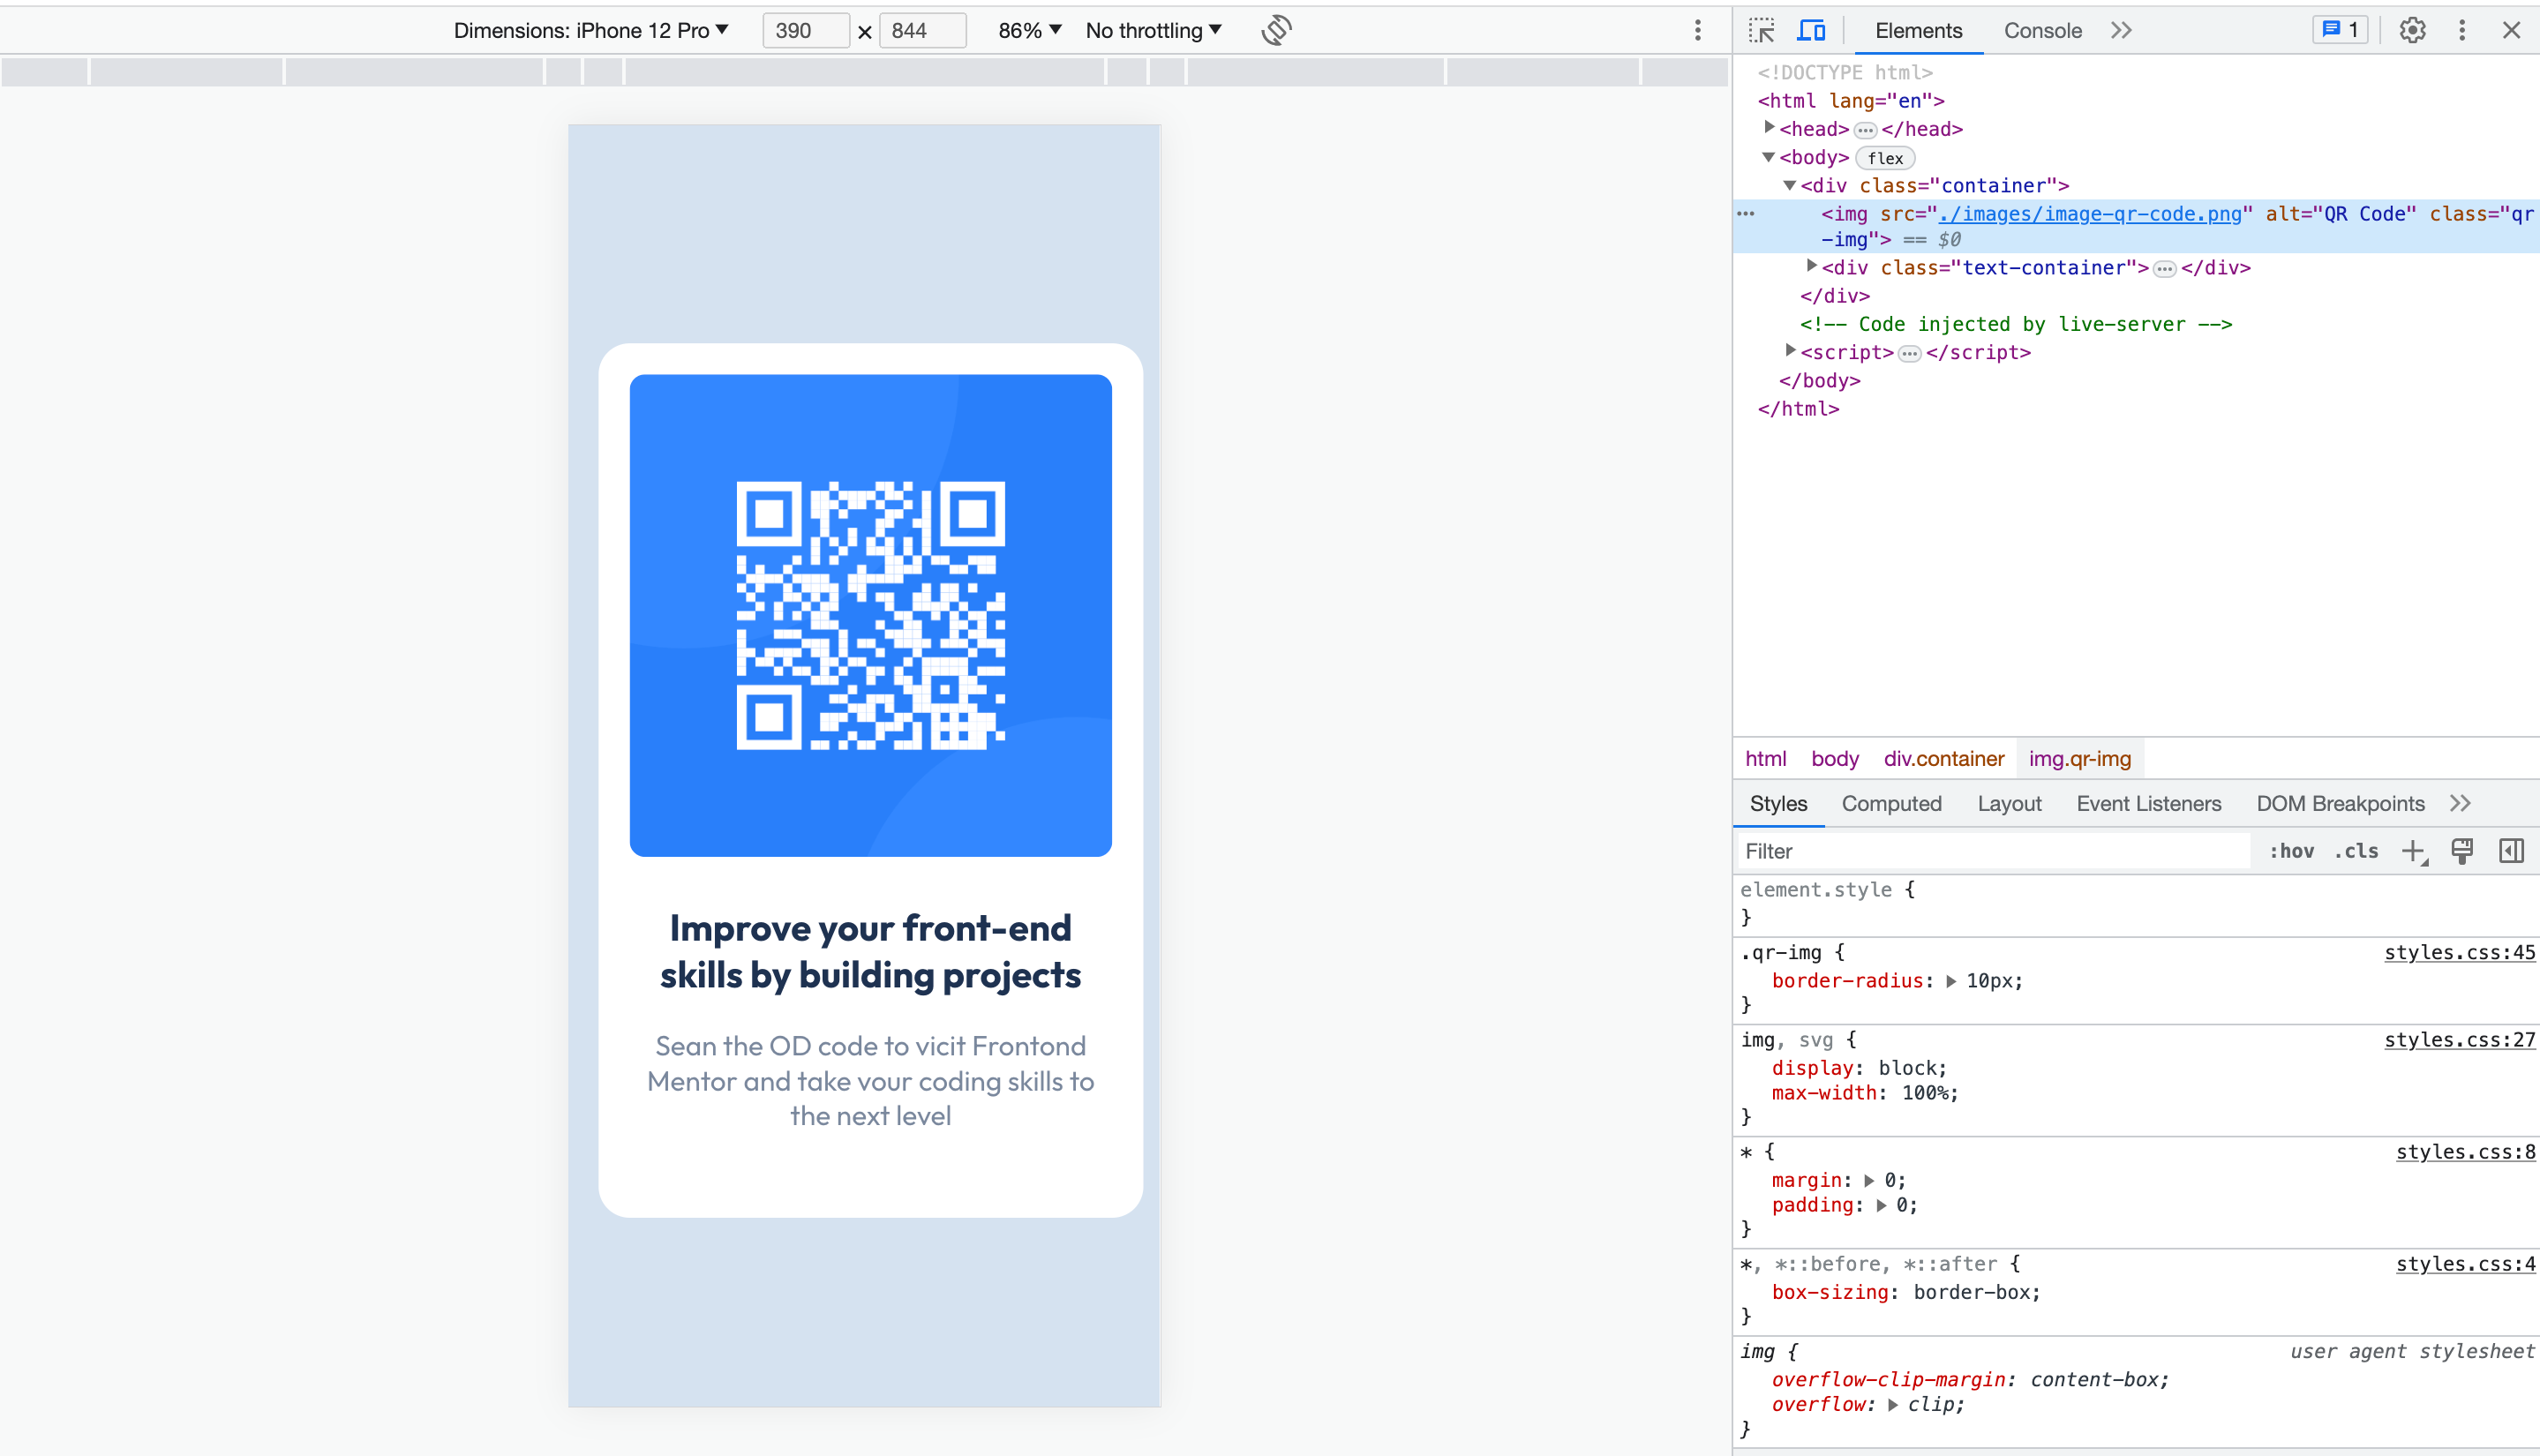 Dimensions: iPhone 12 Pro 390 × 844 86% No throttling
Elements Console 1
<!DOCTYPE html>
<html lang="en">
<head> ••• </head>
<body> flex
<div class="container">
<img src="./images/image-qr-code.png" alt="QR Code" class="qr
-img"> == $0
<div class="text-container"> ••• </div>
</div>
<!-- Code injected by live-server -->
<script> ••• </script>
</body>
</html>
Improve your front-end
skills by building projects
Sean the OD code to vicit Frontond
Mentor and take vour coding skills to
the next level
html body div.container img.qr-img
Styles Computed Layout Event Listeners DOM Breakpoints
Filter :hov .cls
element.style {
}
.qr-img { styles.css:45
border-radius: 10px;
}
img, svg { styles.css:27
display: block;
max-width: 100%;
}
* { styles.css:8
margin: 0;
padding: 0;
}
*, *::before, *::after { styles.css:4
box-sizing: border-box;
}
img { user agent stylesheet
overflow-clip-margin: content-box;
overflow: clip;
}